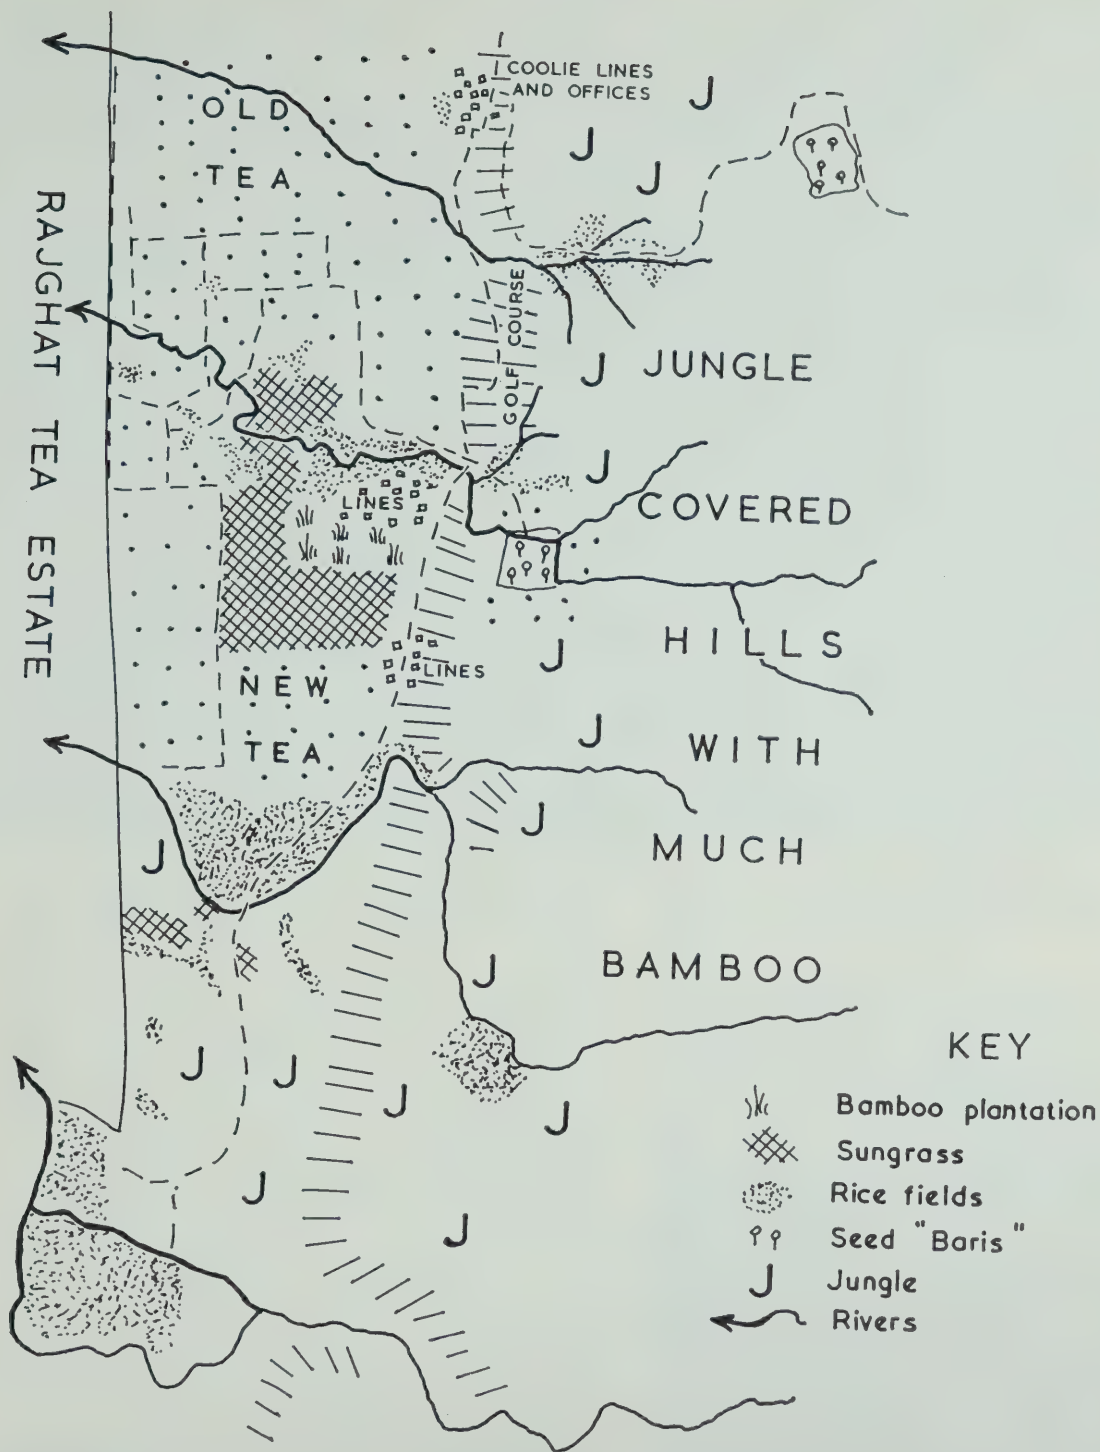 COOLIE LINES
AND OFFICES
J
J
J
OLD
TEA
RAJGHAT TEA ESTATE
GOLF COURSE
J
JUNGLE
J
COVERED
LINES
HILLS
J
LINES
NEW
TEA
J
WITH
J
MUCH
J
J
BAMBOO
J
J
J
J
J
J
KEY
Bamboo plantation
Sungrass
Rice fields
Seed "Baris"
J
Jungle
Rivers